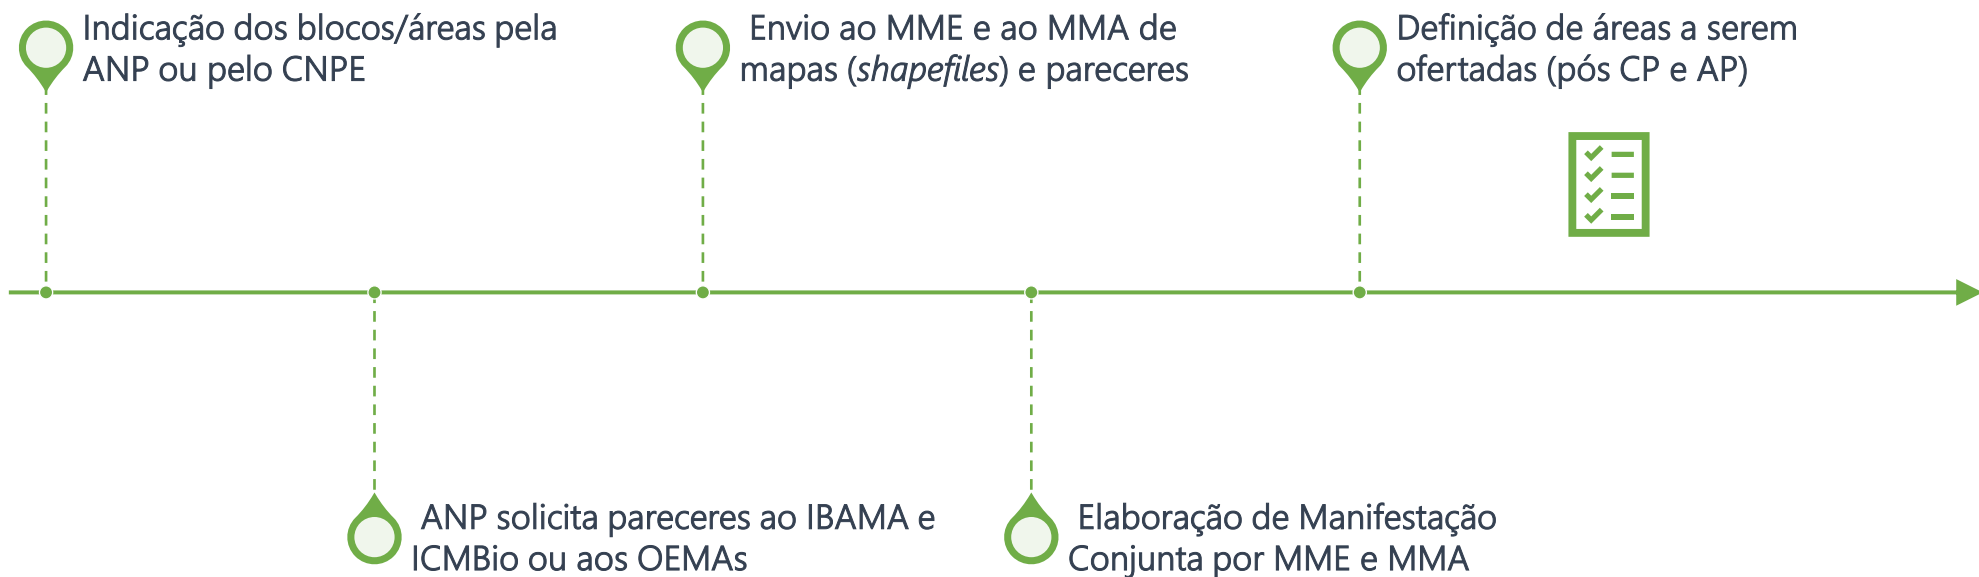 Indicação dos blocos/áreas pela
ANP ou pelo CNPE
Envio ao MME e ao MMA de
mapas (shapefiles) e pareceres
Definição de áreas a serem
ofertadas (pós CP e AP)
ANP solicita pareceres ao IBAMA e
ICMBio ou aos OEMAs
Elaboração de Manifestação
Conjunta por MME e MMA